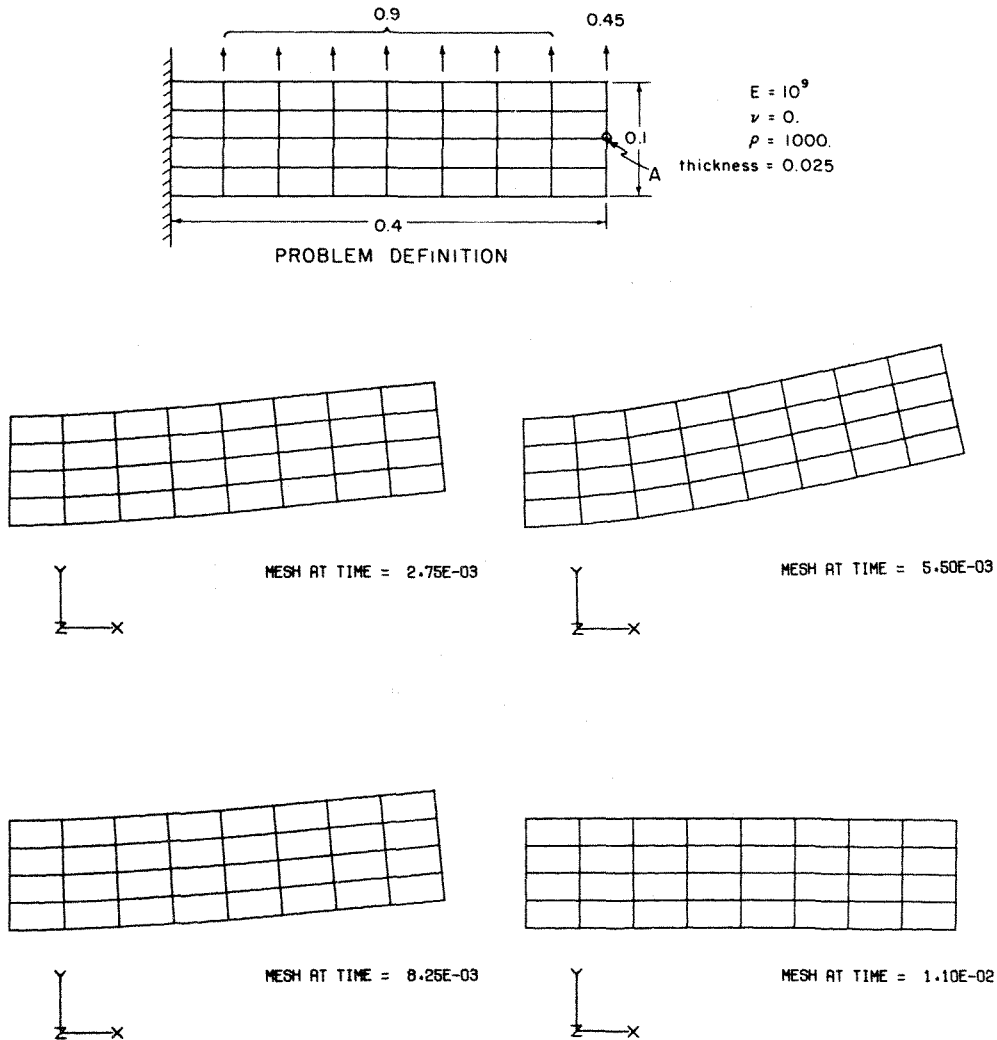 0.9
0.45
E = 10⁹
ν = 0.
ρ = 1000.
thickness = 0.025
0.1
A
0.4
PROBLEM DEFINITION
MESH AT TIME = 2.75E-03
Y
Z X
MESH AT TIME = 5.50E-03
Y
Z X
MESH AT TIME = 8.25E-03
Y
Z X
MESH AT TIME = 1.10E-02
Y
Z X